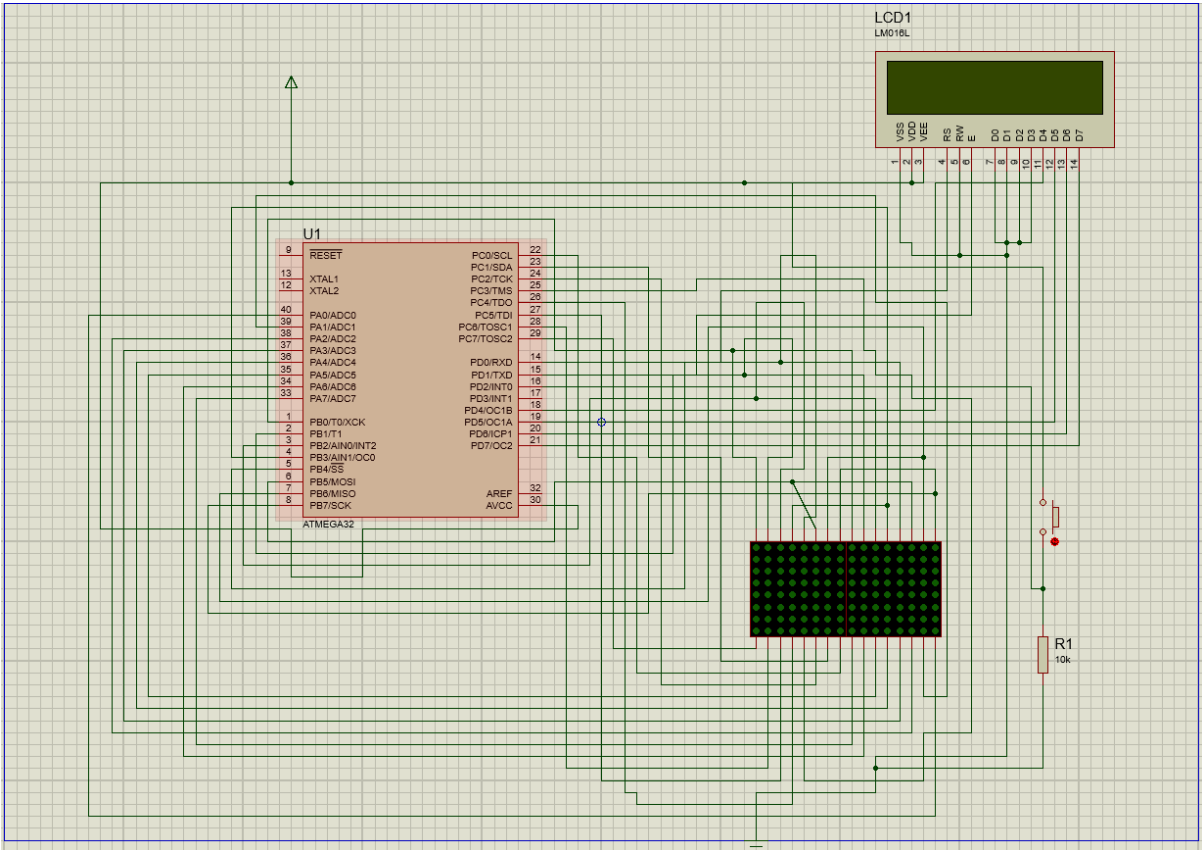 LCD1
LM016L
VSS
VDD
VEE
RS
RW
E
D0
D1
D2
D3
D4
D5
D6
D7
1
2
3
4
5
6
7
8
9
10
11
12
13
14
U1
9 RESET
13 XTAL1
12 XTAL2
40 PA0/ADC0
39 PA1/ADC1
38 PA2/ADC2
37 PA3/ADC3
36 PA4/ADC4
35 PA5/ADC5
34 PA6/ADC6
33 PA7/ADC7
1 PB0/T0/XCK
2 PB1/T1
3 PB2/AIN0/INT2
4 PB3/AIN1/OC0
5 PB4/SS
6 PB5/MOSI
7 PB6/MISO
8 PB7/SCK
PC0/SCL 22
PC1/SDA 23
PC2/TCK 24
PC3/TMS 25
PC4/TDO 26
PC5/TDI 27
PC6/TOSC1 28
PC7/TOSC2 29
PD0/RXD 14
PD1/TXD 15
PD2/INT0 16
PD3/INT1 17
PD4/OC1B 18
PD5/OC1A 19
PD6/ICP1 20
PD7/OC2 21
AREF 32
AVCC 30
ATMEGA32
R1
10k